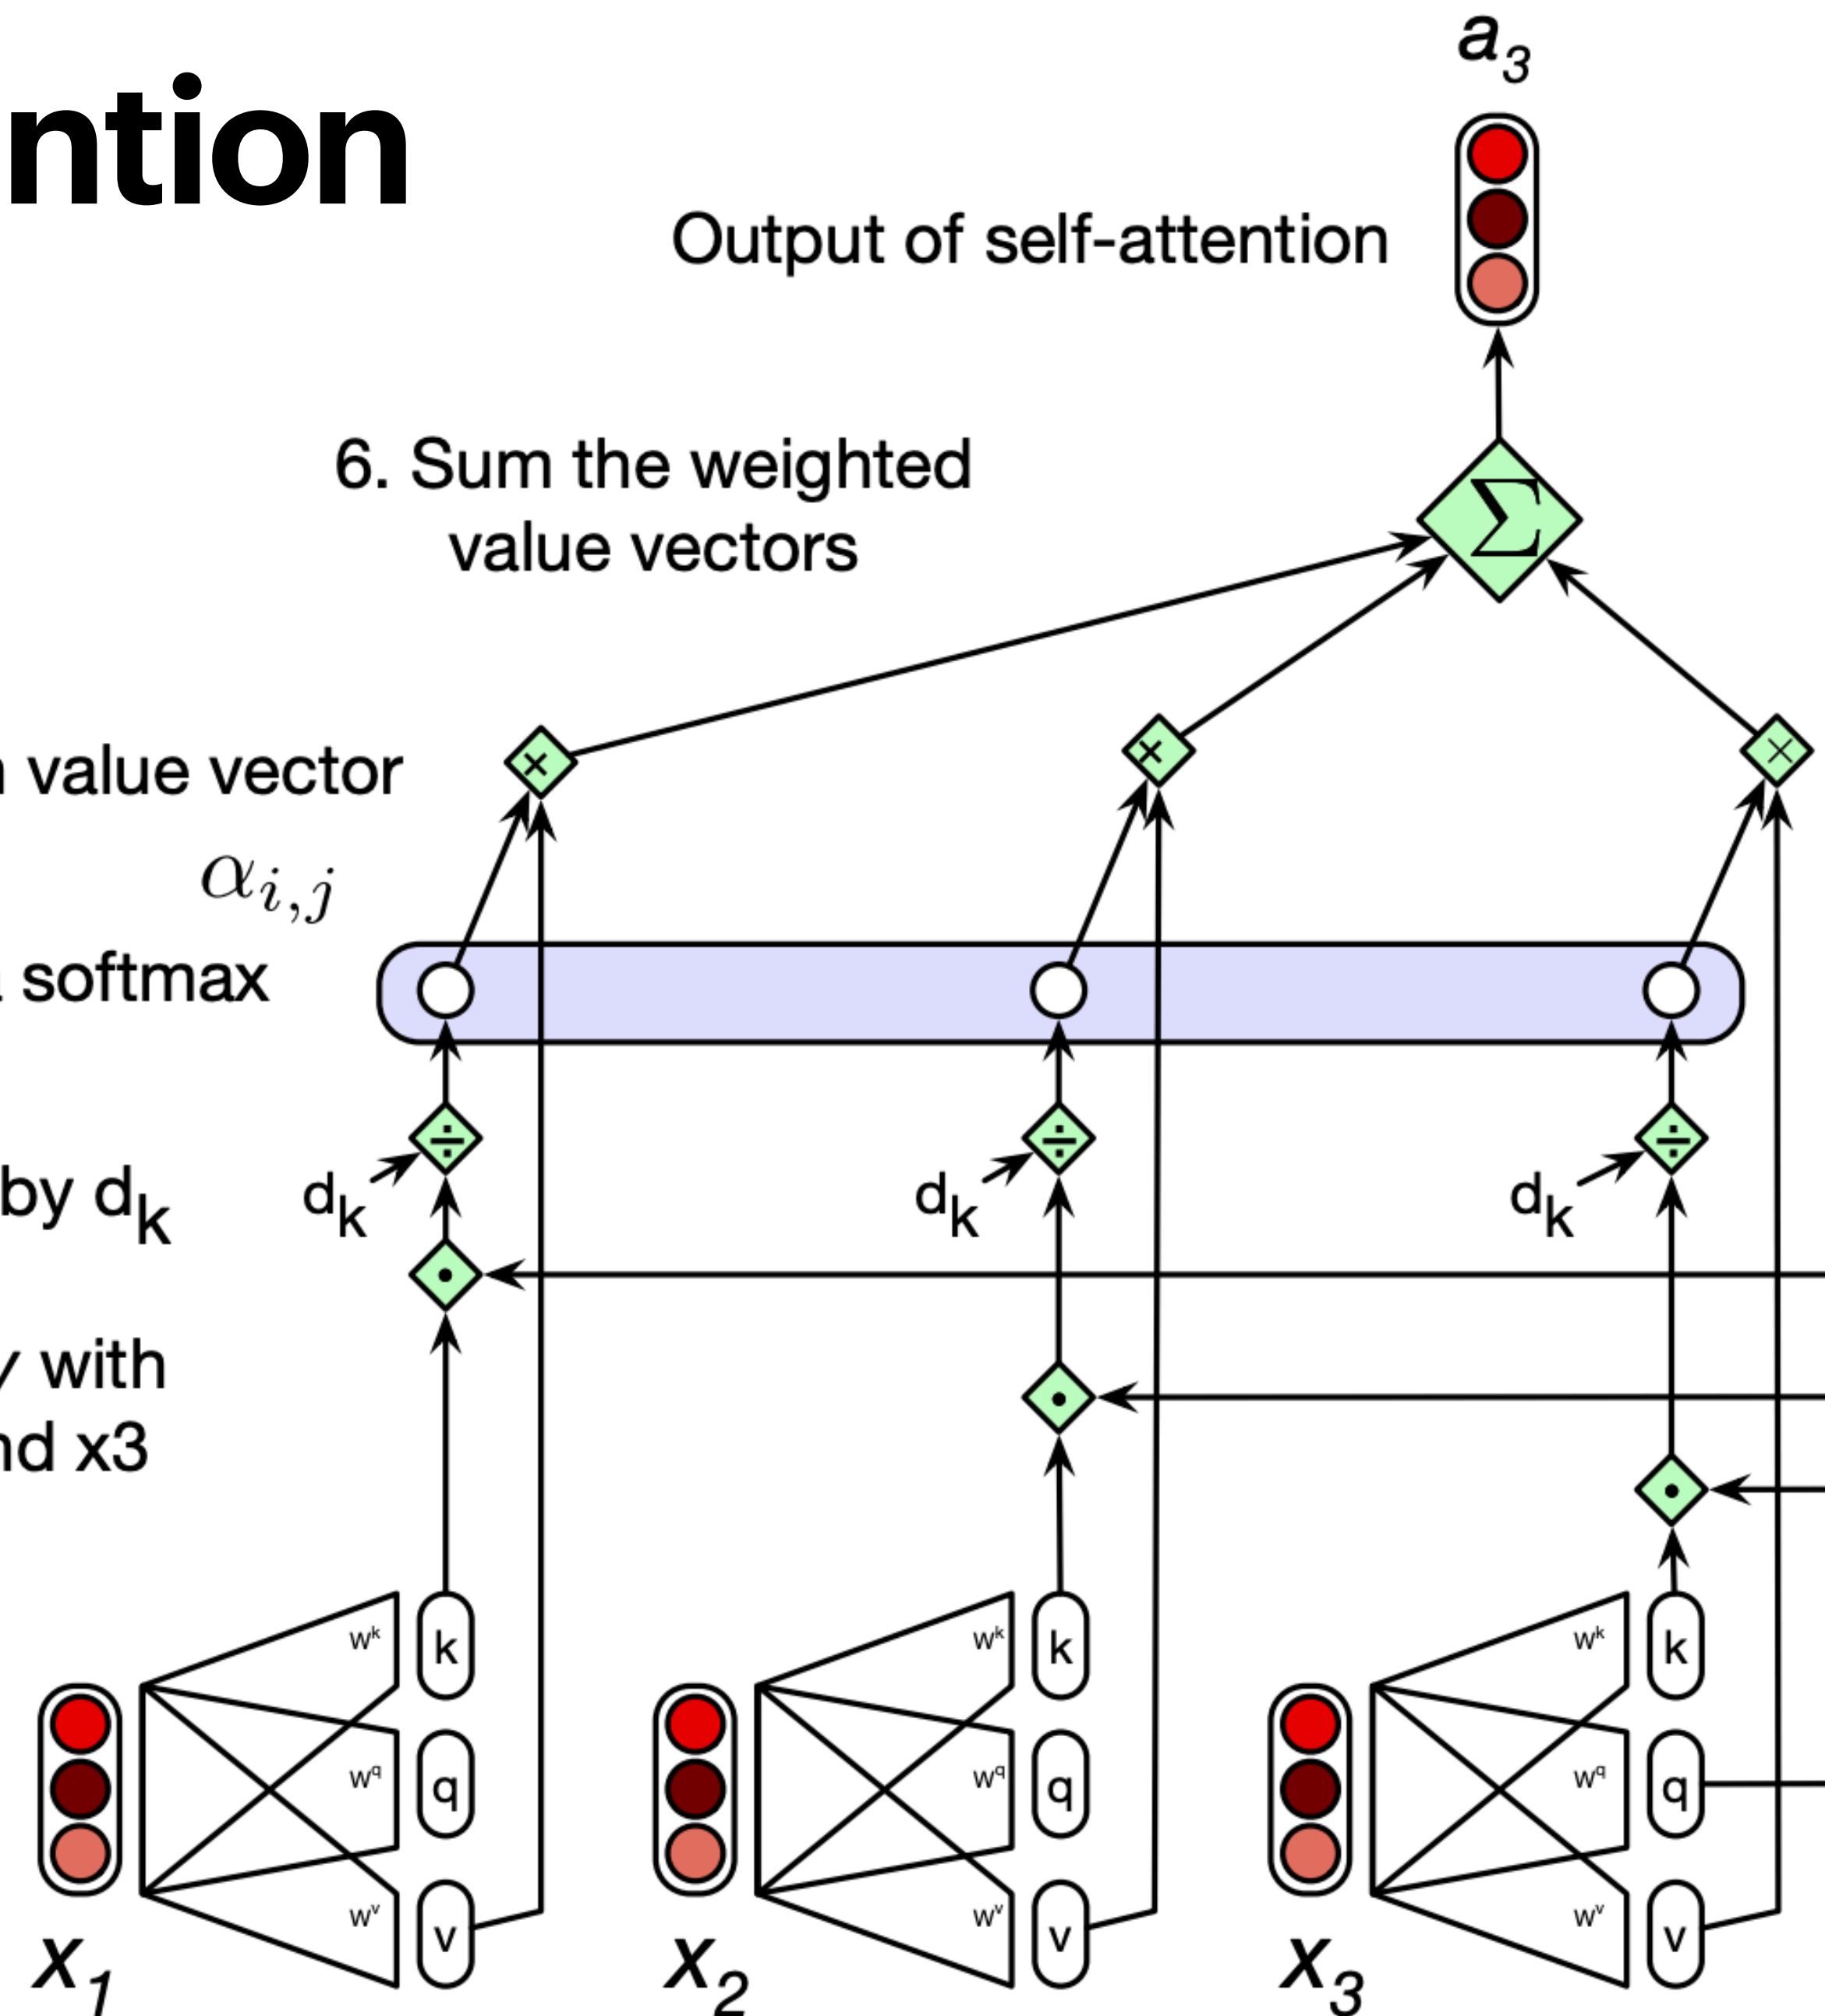 ntion
a3
Output of self-attention
6. Sum the weighted
value vectors
Σ
× × ×
value vector
αi,j
softmax
÷ ÷ ÷
by dk
dk dk dk
with
nd x3
wk k wk k wk k
wq q wq q wq q
wv v wv v wv v
x1 x2 x3